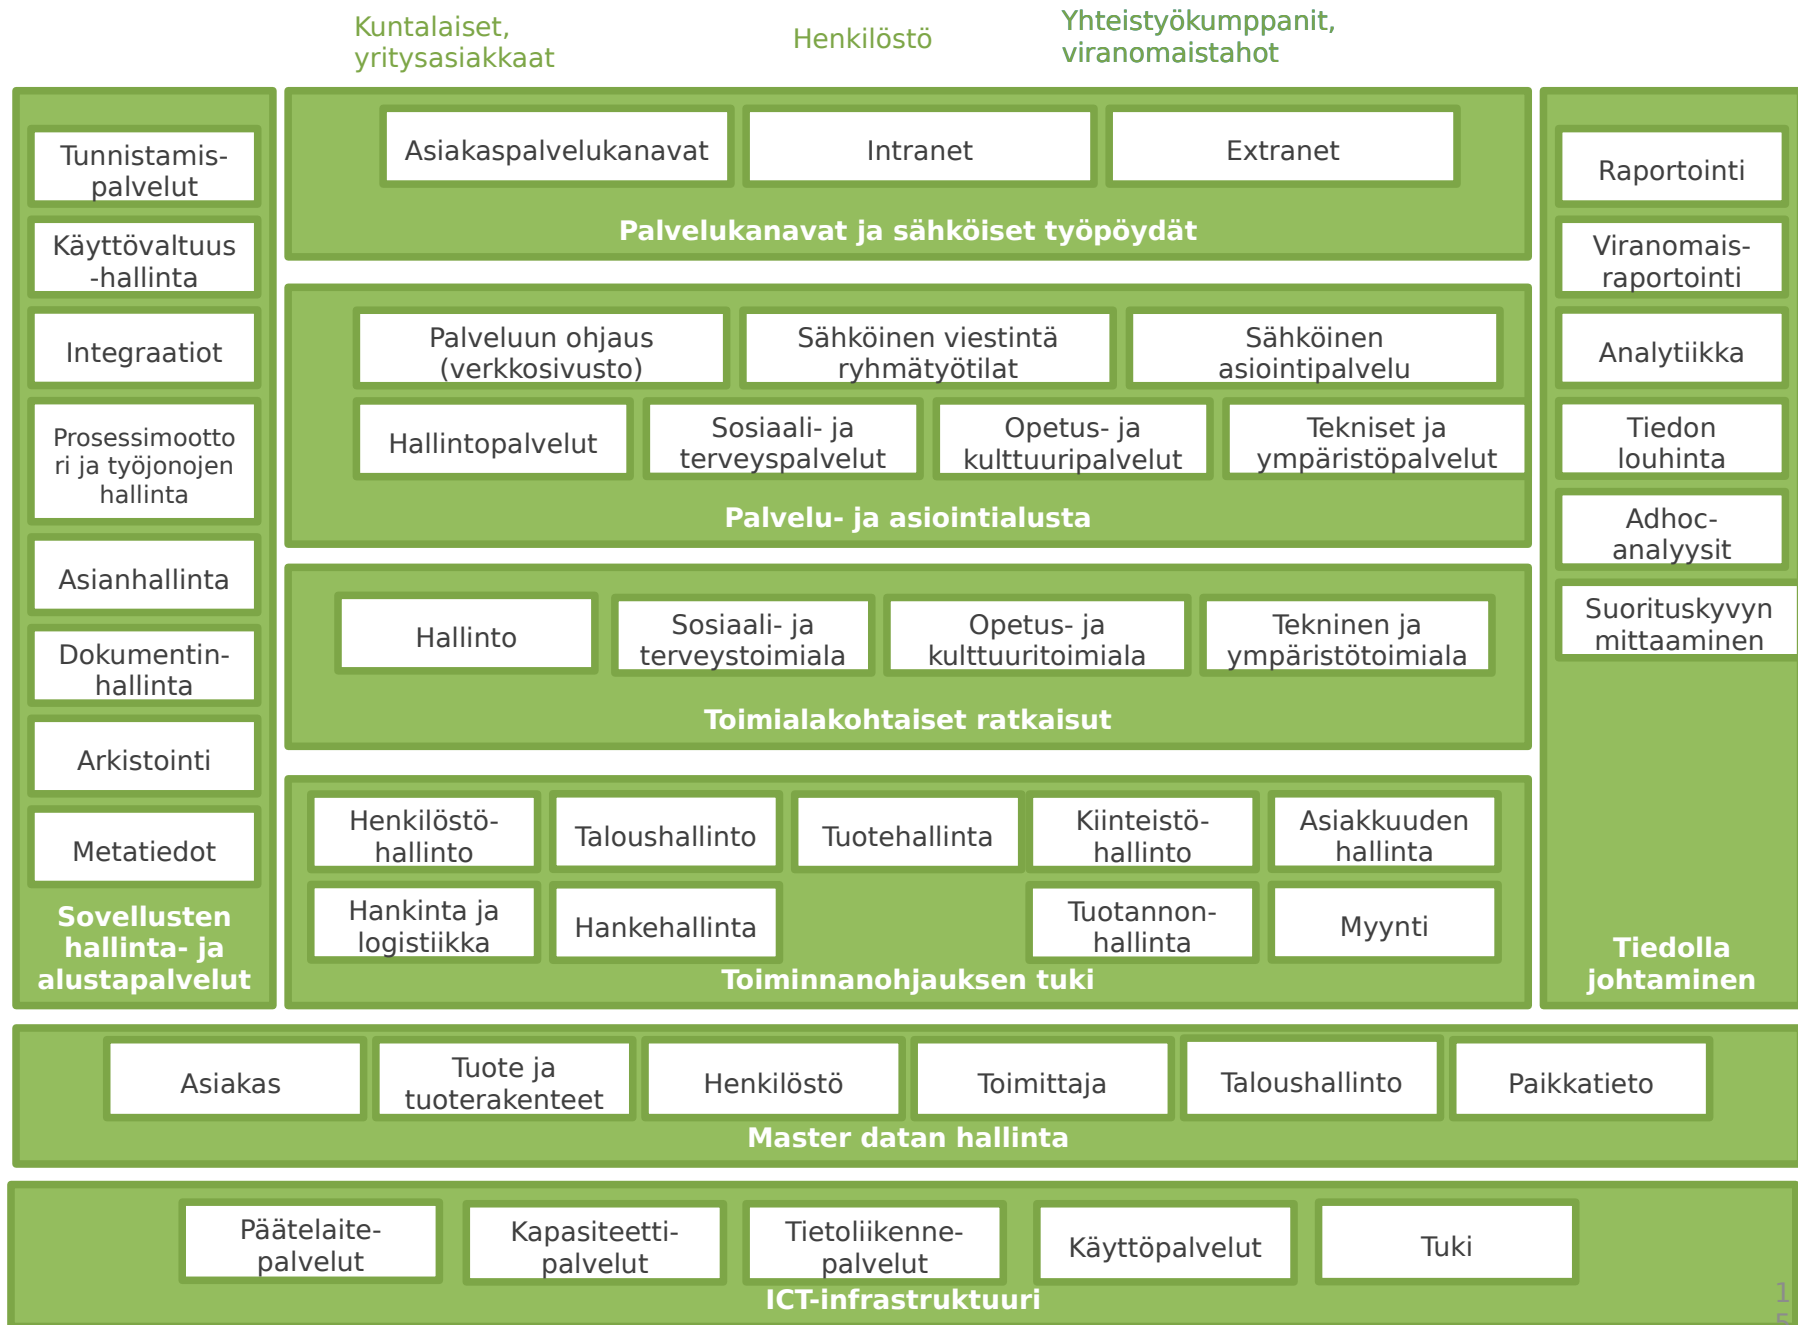 Kuntalaiset,
yritysasiakkaat
Henkilöstö
Yhteistyökumppanit,
viranomaistahot
Tunnistamis-
palvelut
Käyttövaltuus
-hallinta
Integraatiot
Prosessimootto
ri ja työjonojen
hallinta
Asianhallinta
Dokumentin-
hallinta
Arkistointi
Metatiedot
Sovellusten
hallinta- ja
alustapalvelut
Asiakaspalvelukanavat
Intranet
Extranet
Palvelukanavat ja sähköiset työpöydät
Palveluun ohjaus
(verkkosivusto)
Sähköinen viestintä
ryhmätyötilat
Sähköinen
asiointipalvelu
Hallintopalvelut
Sosiaali- ja
terveyspalvelut
Opetus- ja
kulttuuripalvelut
Tekniset ja
ympäristöpalvelut
Palvelu- ja asiointialusta
Hallinto
Sosiaali- ja
terveystoimiala
Opetus- ja
kulttuuritoimiala
Tekninen ja
ympäristötoimiala
Toimialakohtaiset ratkaisut
Henkilöstö-
hallinto
Taloushallinto
Tuotehallinta
Kiinteistö-
hallinto
Asiakkuuden
hallinta
Hankinta ja
logistiikka
Hankehallinta
Tuotannon-
hallinta
Myynti
Toiminnanohjauksen tuki
Raportointi
Viranomais-
raportointi
Analytiikka
Tiedon
louhinta
Adhoc-
analyysit
Suorituskyvyn
mittaaminen
Tiedolla
johtaminen
Asiakas
Tuote ja
tuoterakenteet
Henkilöstö
Toimittaja
Taloushallinto
Paikkatieto
Master datan hallinta
Päätelaite-
palvelut
Kapasiteetti-
palvelut
Tietoliikenne-
palvelut
Käyttöpalvelut
Tuki
ICT-infrastruktuuri
1
5